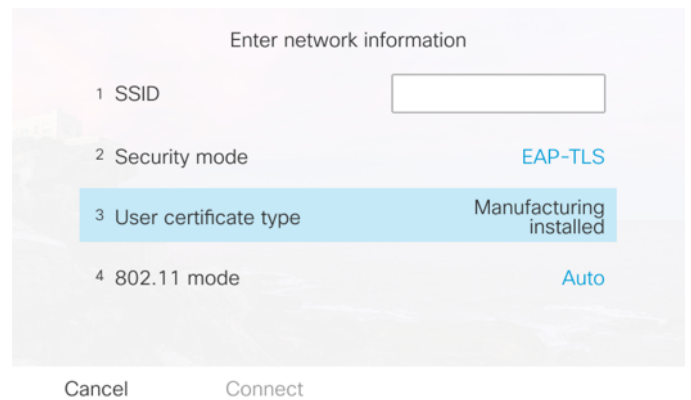 Enter network information
1 SSID
2 Security mode EAP-TLS
3 User certificate type Manufacturing installed
4 802.11 mode Auto
Cancel Connect